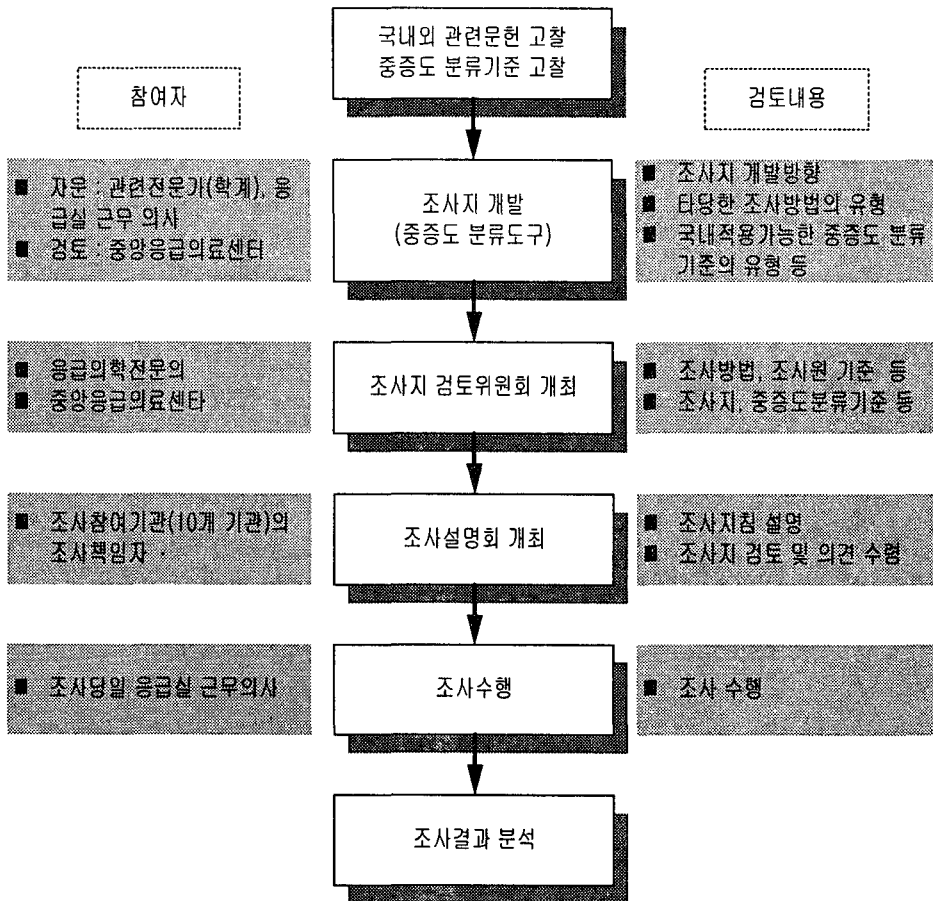 국내외 관련문헌 고찰
중증도 분류기준 고찰
참여자
검토내용
■ 자문 : 관련전문가(학계), 응
급실 근무 의사
■ 검토 : 중앙응급의료센타
조사지 개발
(중증도 분류도구)
■ 조사지 개발방향
■ 타당한 조사방법의 유형
■ 국내적용가능한 중증도 분류
기준의 유형 등
■ 응급의학전문의
■ 중앙응급의료센타
조사지 검토위원회 개최
■ 조사방법, 조사원 기준 등
■ 조사지, 중증도분류기준 등
■ 조사참여기관(10개 기관)의
조사책임자
조사설명회 개최
■ 조사지침 설명
■ 조사지 검토 및 의견 수렴
■ 조사당일 응급실 근무의사
조사수행
■ 조사 수행
조사결과 분석